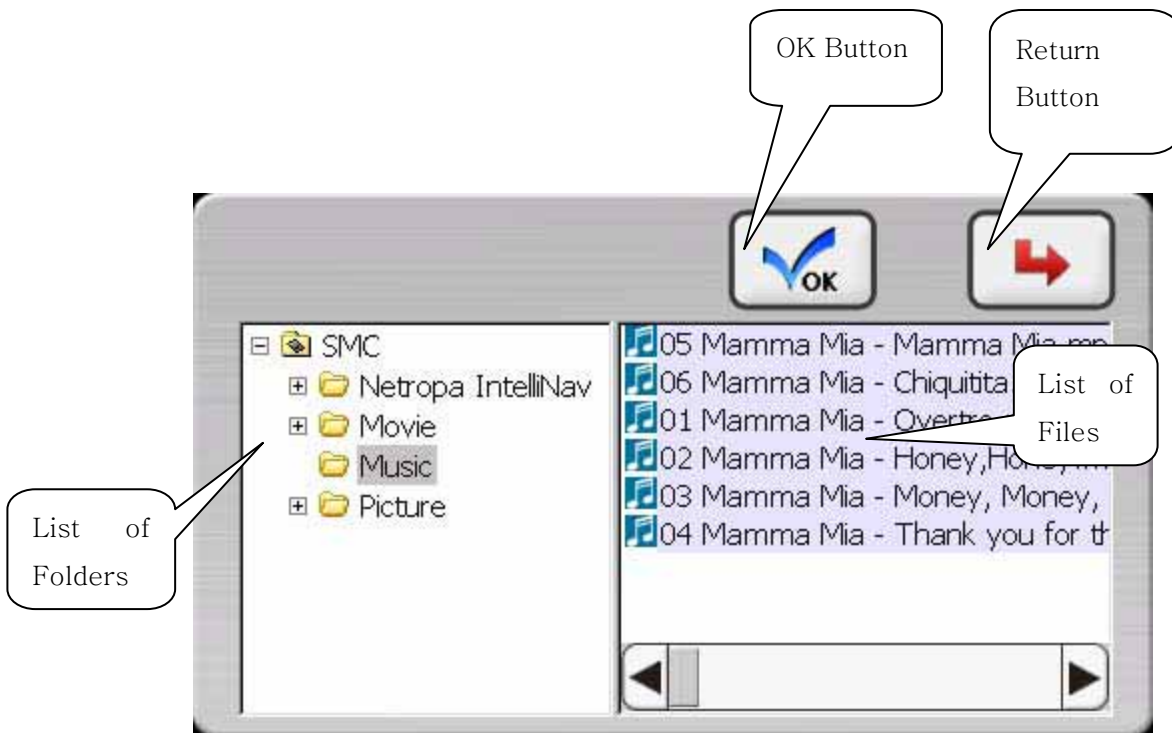 OK Button
Return
Button
OK
SMC
Netropa IntelliNav
Movie
Music
Picture
05 Mamma Mia - Mamma Mia
06 Mamma Mia - Chiquitita
01 Mamma Mia -
02 Mamma Mia - Honey,
03 Mamma Mia - Money, Money,
04 Mamma Mia - Thank you for th
List of
Files
List of
Folders